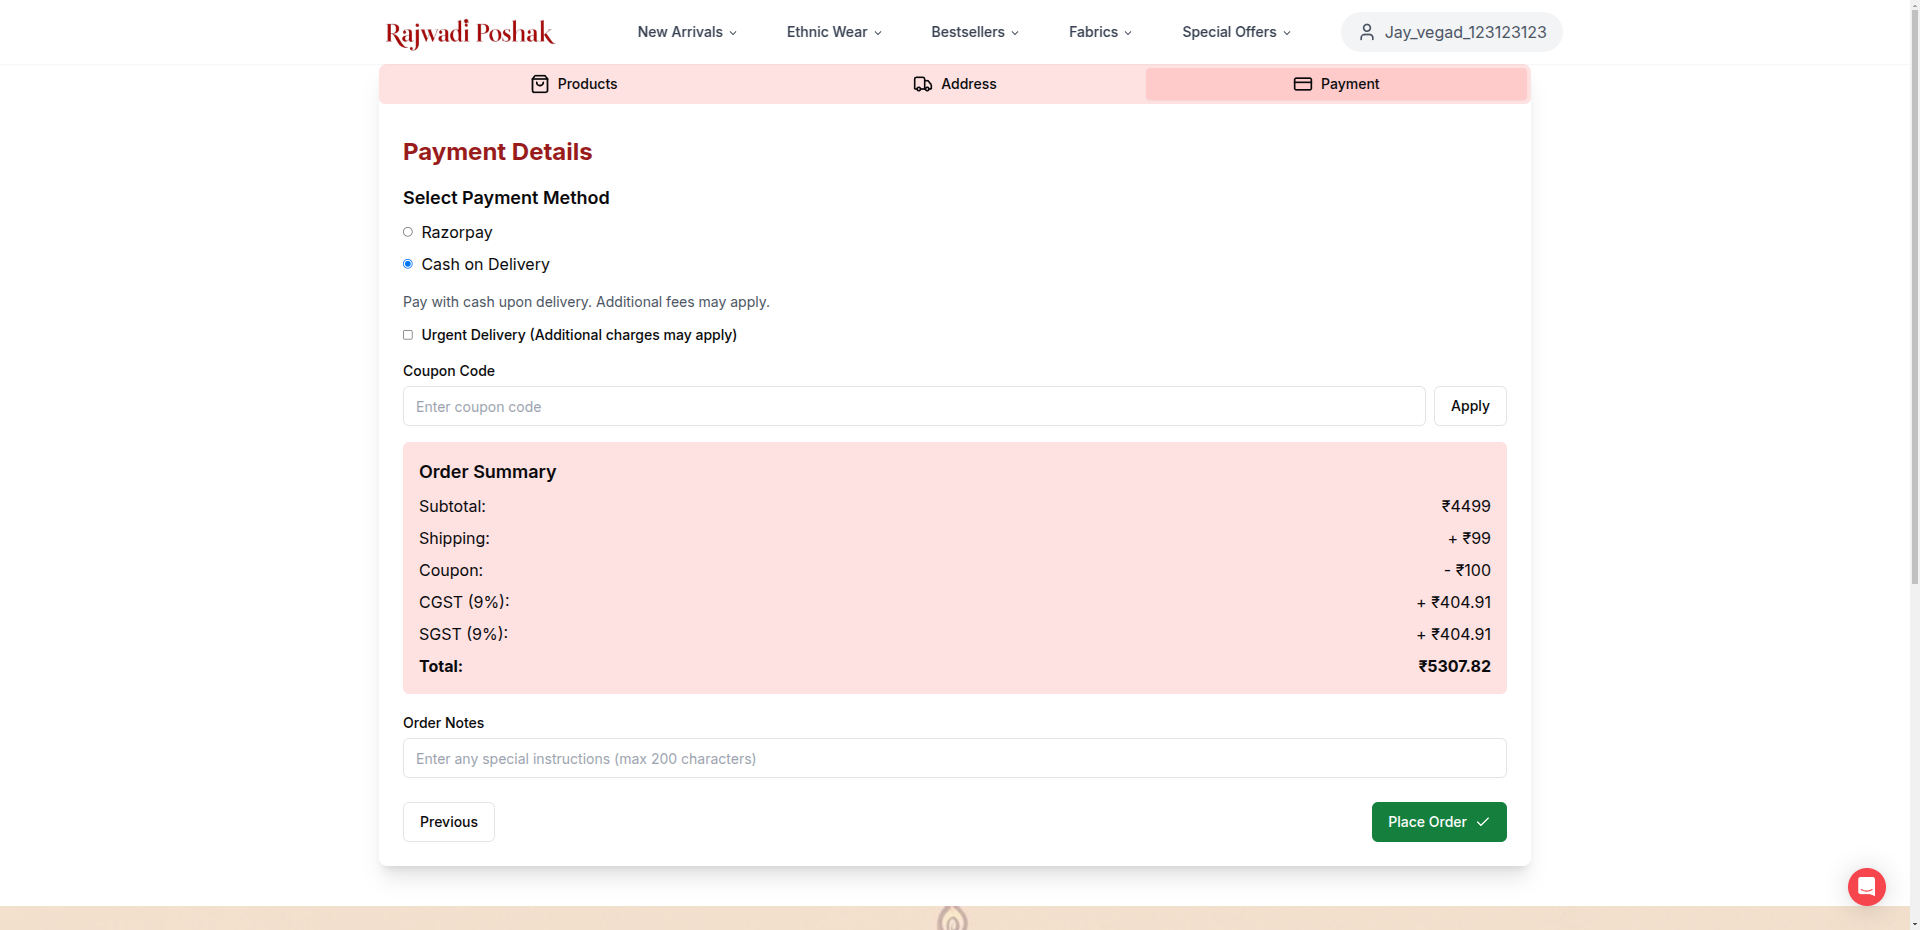 Rajwadi Poshak
New Arrivals
Ethnic Wear
Bestsellers
Fabrics
Special Offers
Jay_vegad_123123123
Products
Address
Payment
Payment Details
Select Payment Method
Razorpay
Cash on Delivery
Pay with cash upon delivery. Additional fees may apply.
Urgent Delivery (Additional charges may apply)
Coupon Code
Enter coupon code
Apply
Order Summary
Subtotal: ₹4499
Shipping: + ₹99
Coupon: - ₹100
CGST (9%): + ₹404.91
SGST (9%): + ₹404.91
Total: ₹5307.82
Order Notes
Enter any special instructions (max 200 characters)
Previous
Place Order